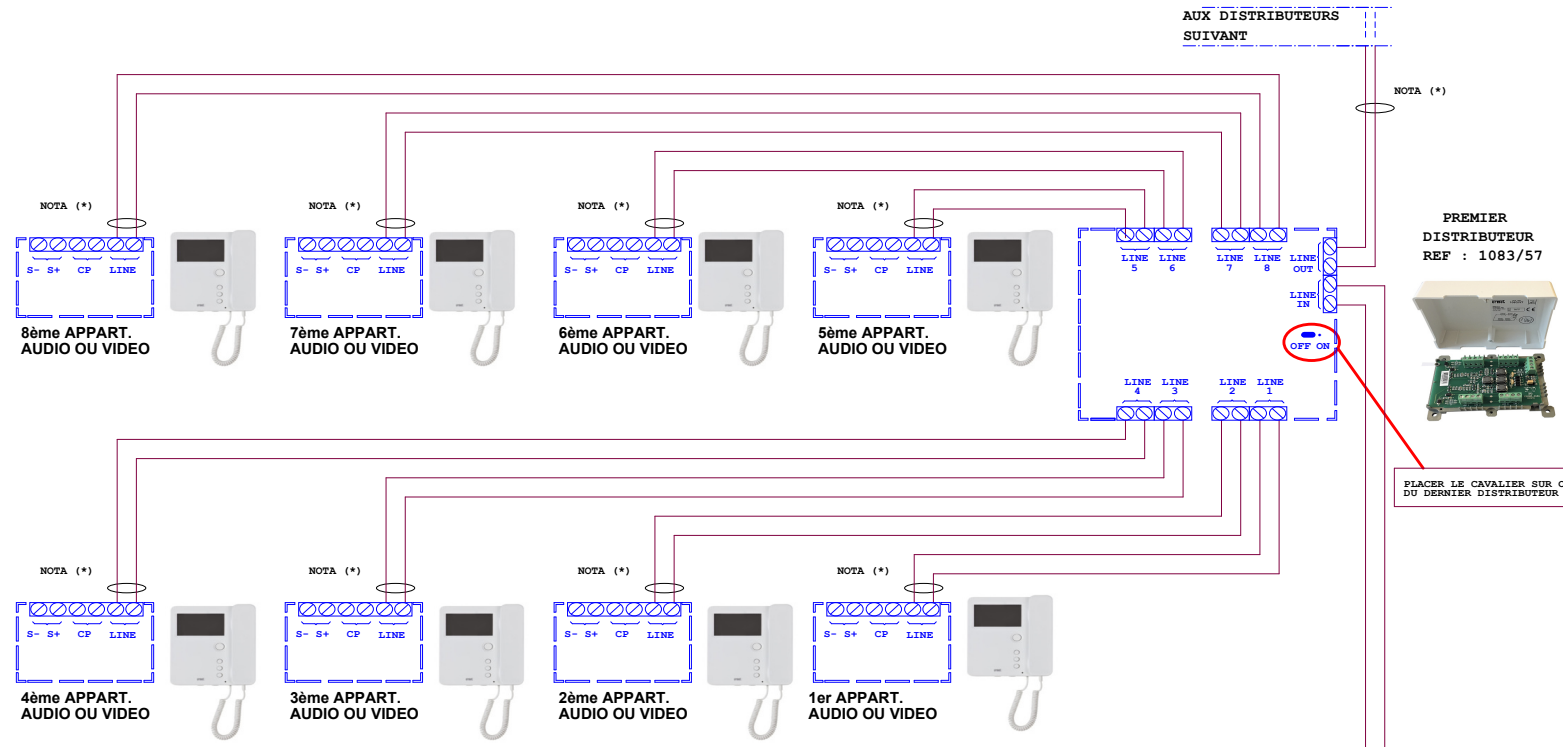 AUX DISTRIBUTEURS
SUIVANT
NOTA (*)
NOTA (*)
NOTA (*)
NOTA (*)
NOTA (*)
S- S+ CP LINE
S- S+ CP LINE
S- S+ CP LINE
S- S+ CP LINE
8ème APPART.
AUDIO OU VIDEO
7ème APPART.
AUDIO OU VIDEO
6ème APPART.
AUDIO OU VIDEO
5ème APPART.
AUDIO OU VIDEO
LINE LINE LINE LINE
5 6 7 8
LINE
OUT
LINE
IN
OFF ON
LINE LINE LINE LINE
4 3 2 1
PREMIER
DISTRIBUTEUR
REF : 1083/57
PLACER LE CAVALIER SUR
DU DERNIER DISTRIBUTEUR
NOTA (*)
NOTA (*)
NOTA (*)
NOTA (*)
S- S+ CP LINE
S- S+ CP LINE
S- S+ CP LINE
S- S+ CP LINE
4ème APPART.
AUDIO OU VIDEO
3ème APPART.
AUDIO OU VIDEO
2ème APPART.
AUDIO OU VIDEO
1er APPART.
AUDIO OU VIDEO